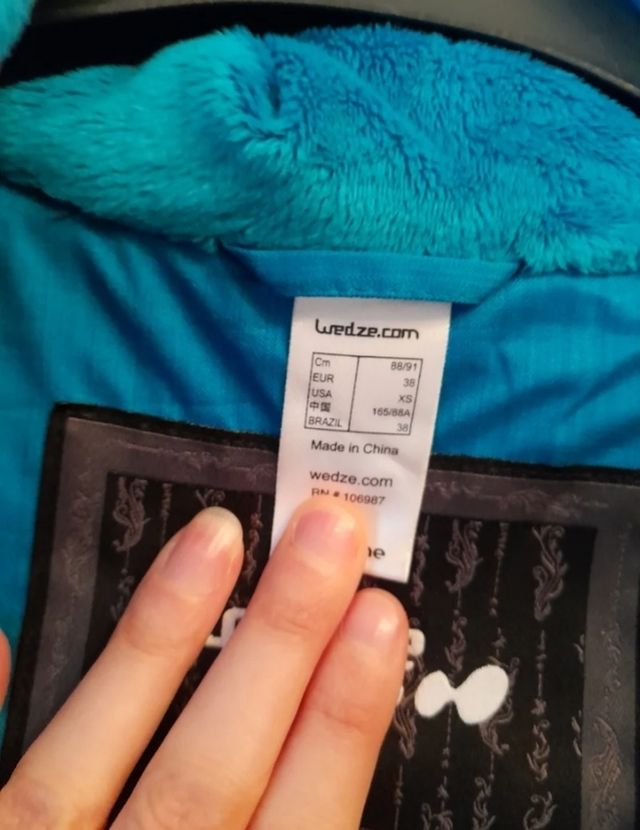 wedze.com
Cm 88/91
EUR 38
USA XS
中国 165/88A
BRAZIL 38
Made in China
wedze.com
RN # 106987